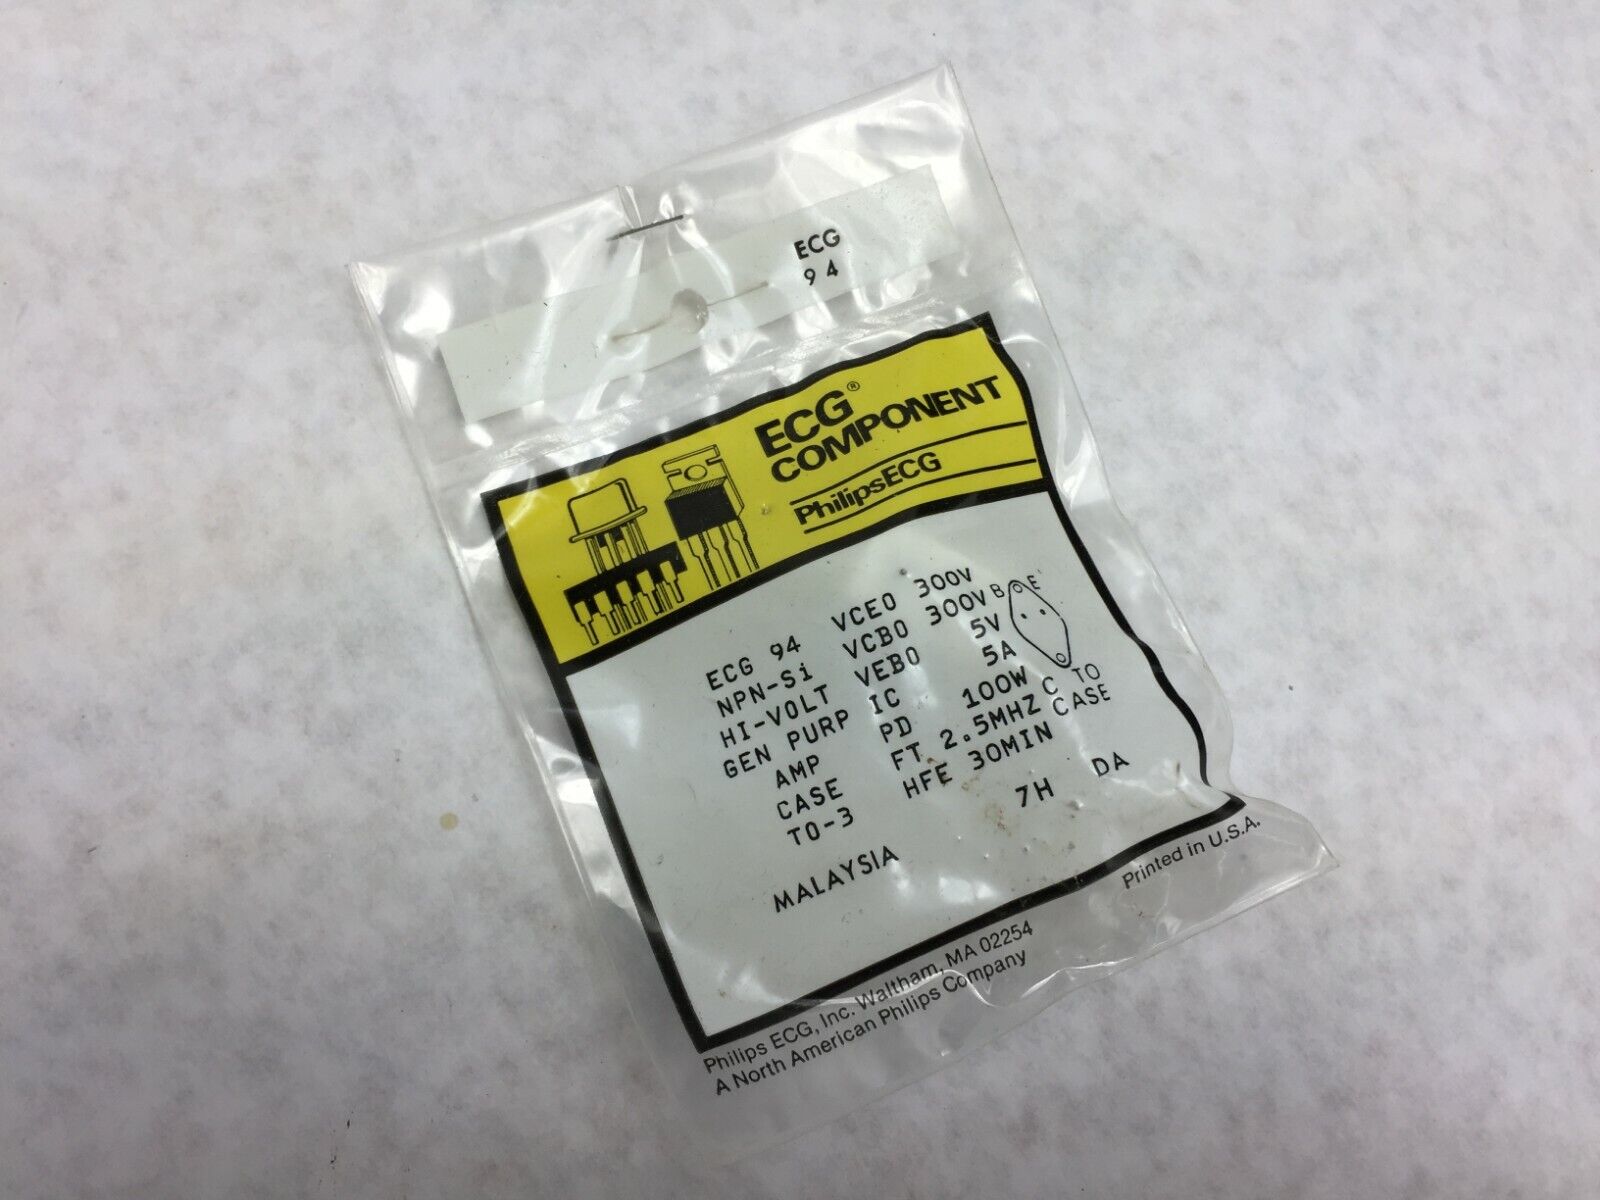 ECG
94
ECG®
COMPONENT
PhilipsECG
ECG 94 VCEO 300V
NPN-Si VCBO 300V
HI-VOLT VEBO 5V
GEN PURP IC 5A
AMP PD 100W
CASE FT 2.5MHZ
TO-3 HFE 30MIN
B E
C TO
CASE
7H DA
MALAYSIA
Printed in U.S.A.
Philips ECG, Inc. Waltham, MA 02254
A North American Philips Company